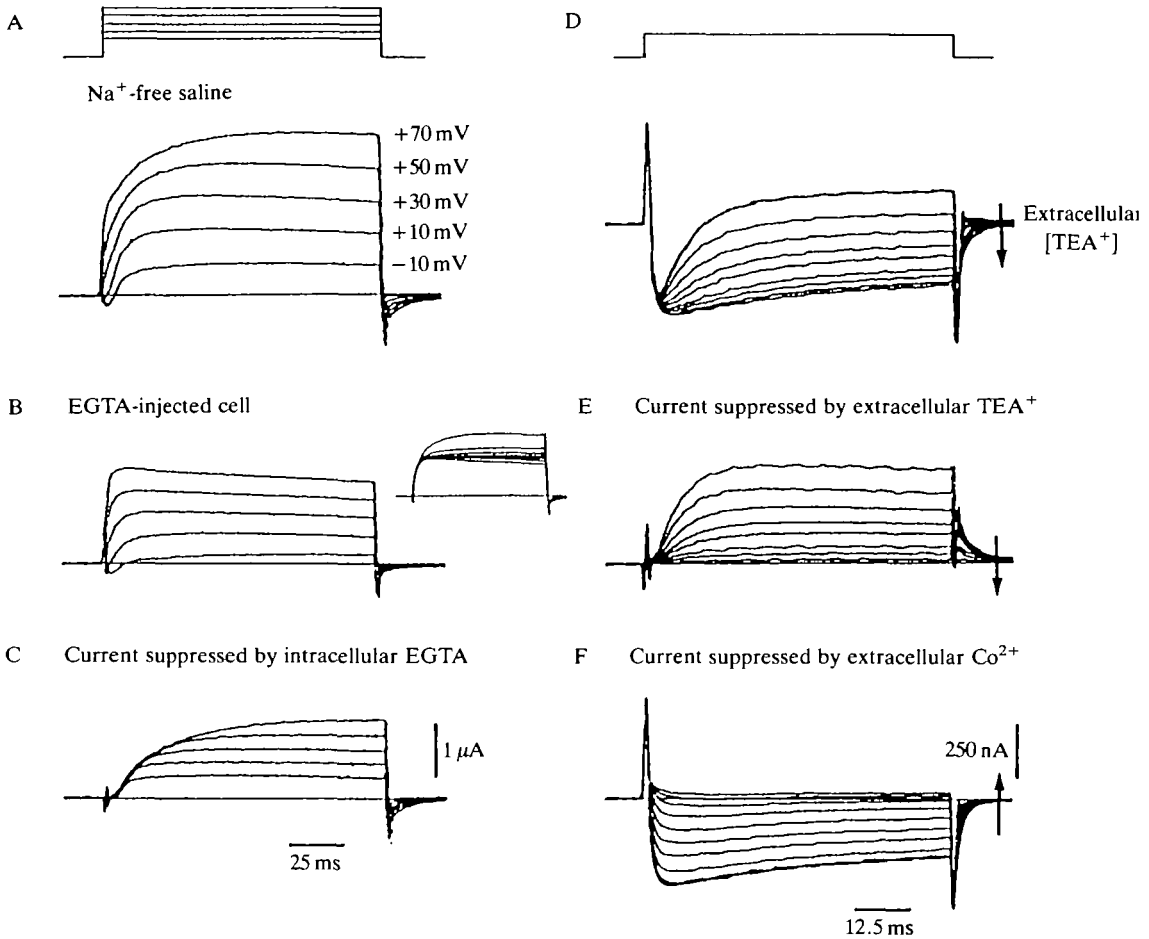 A
Na⁺-free saline
+70 mV
+50 mV
+30 mV
+10 mV
−10 mV
B EGTA-injected cell
C Current suppressed by intracellular EGTA
1 μA
25 ms
D
Extracellular
[TEA⁺]
E Current suppressed by extracellular TEA⁺
F Current suppressed by extracellular Co²⁺
250 nA
12.5 ms